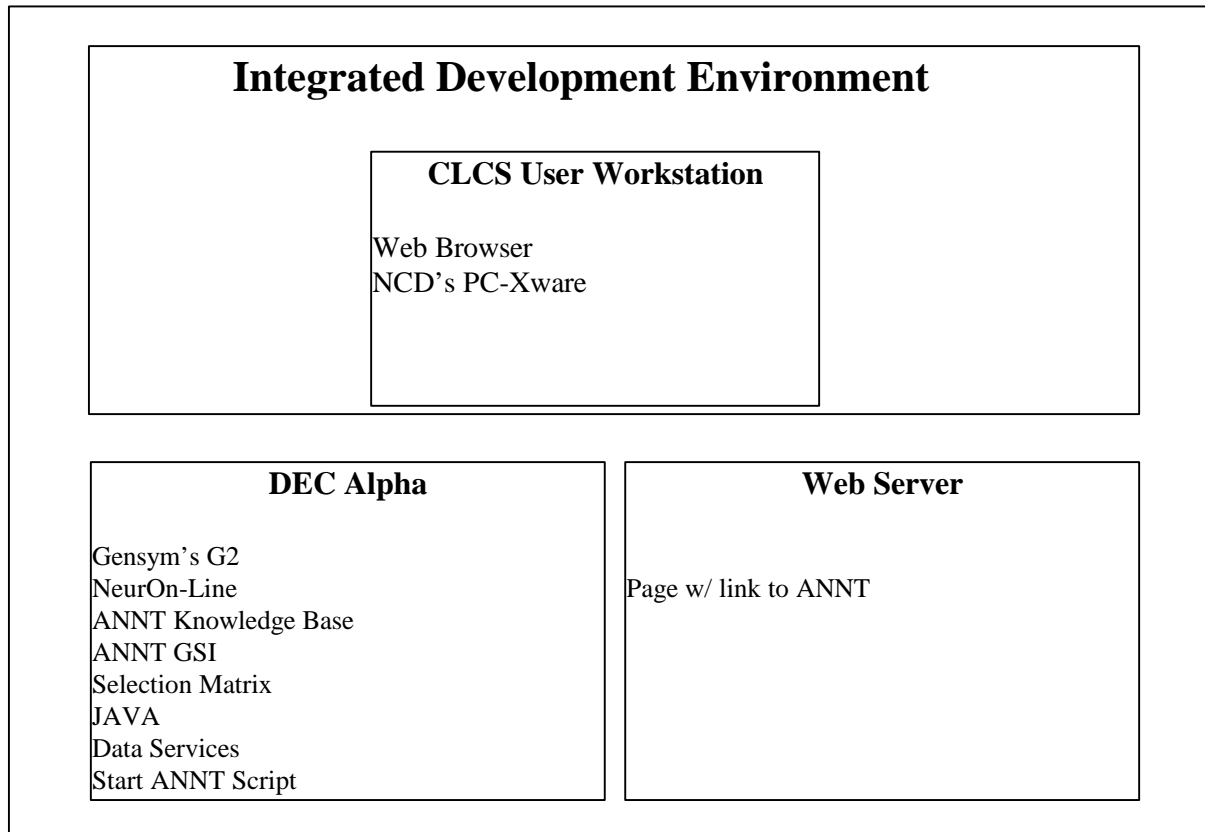 Integrated Development Environment
CLCS User Workstation
Web Browser
NCD’s PC-Xware
DEC Alpha
Gensym’s G2
NeurOn-Line
ANNT Knowledge Base
ANNT GSI
Selection Matrix
JAVA
Data Services
Start ANNT Script
Web Server
Page w/ link to ANNT